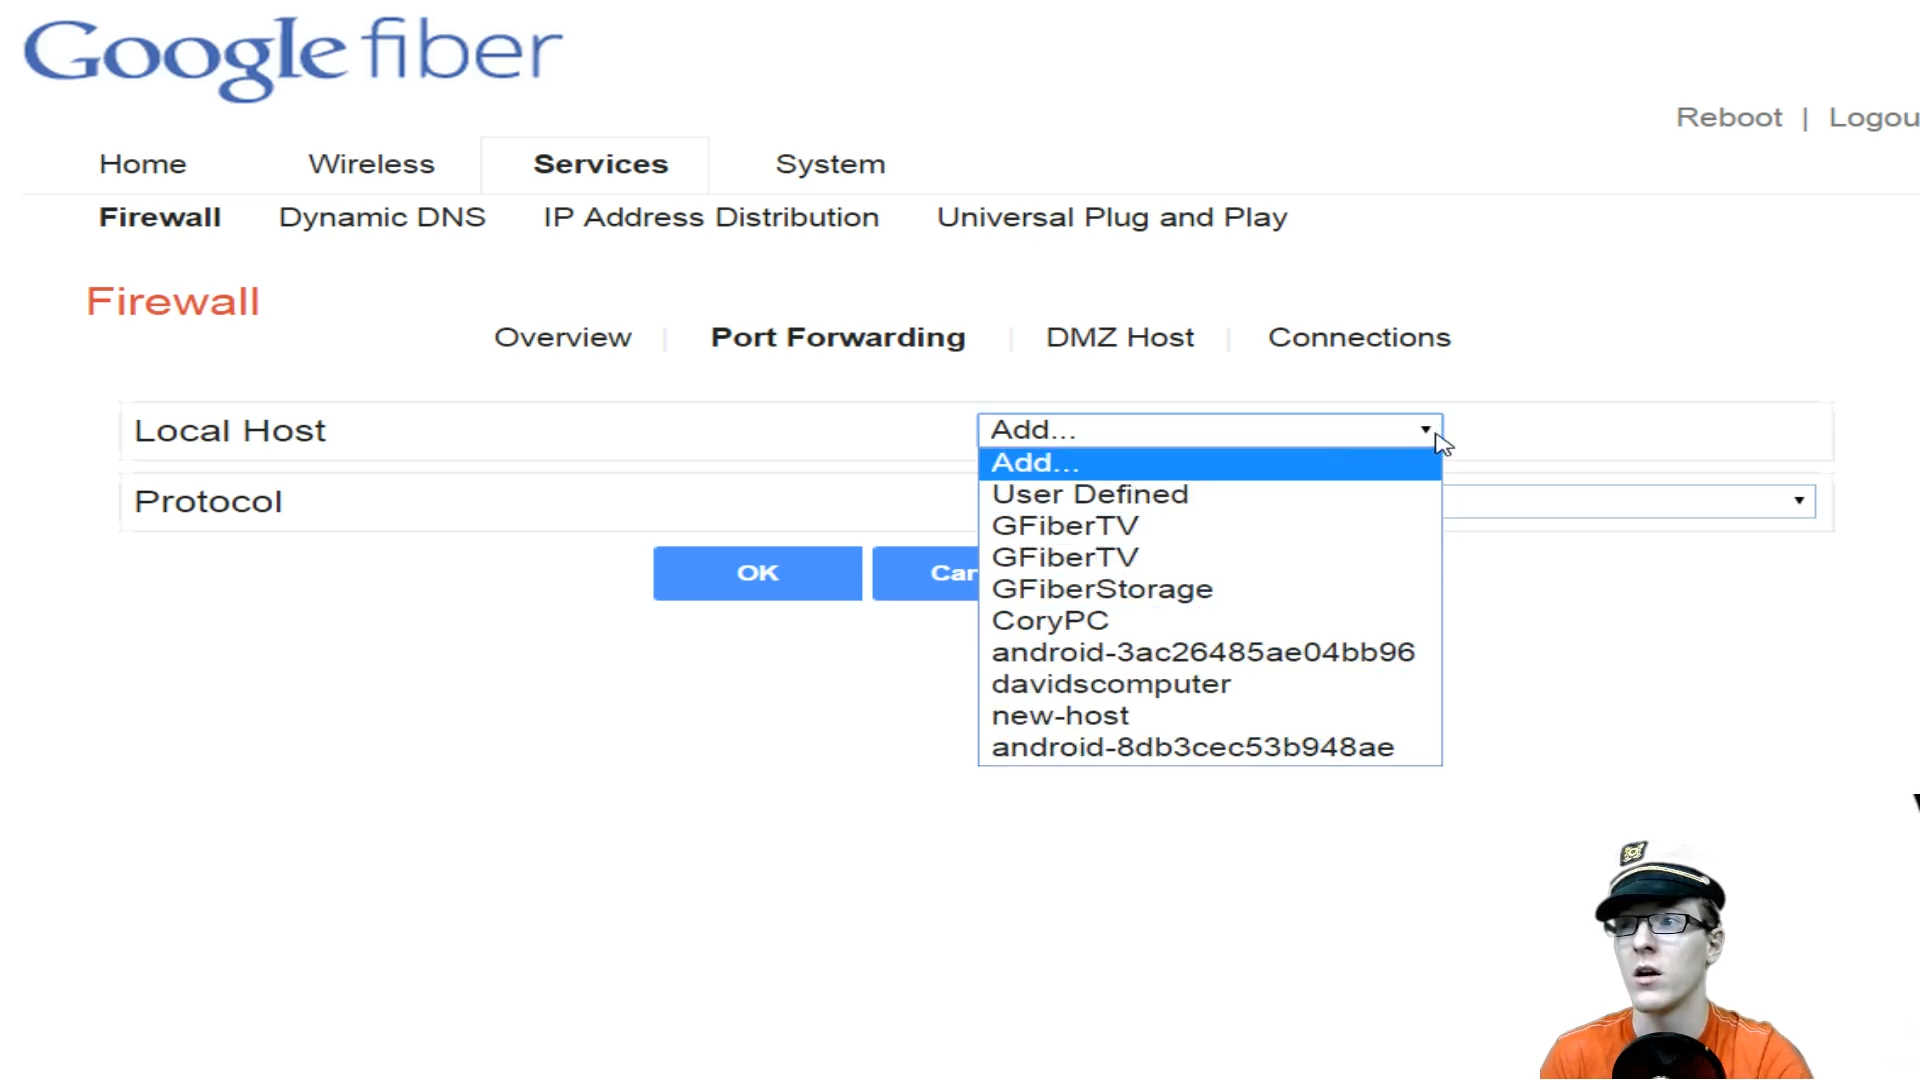 Google fiber
Reboot | Logou
Home Wireless Services System
Firewall Dynamic DNS IP Address Distribution Universal Plug and Play
Firewall
Overview | Port Forwarding | DMZ Host | Connections
Local Host Add...
Add...
Protocol
User Defined
GFiberTV
GFiberTV
OK Can
GFiberStorage
CoryPC
android-3ac26485ae04bb96
davidscomputer
new-host
android-8db3cec53b948ae